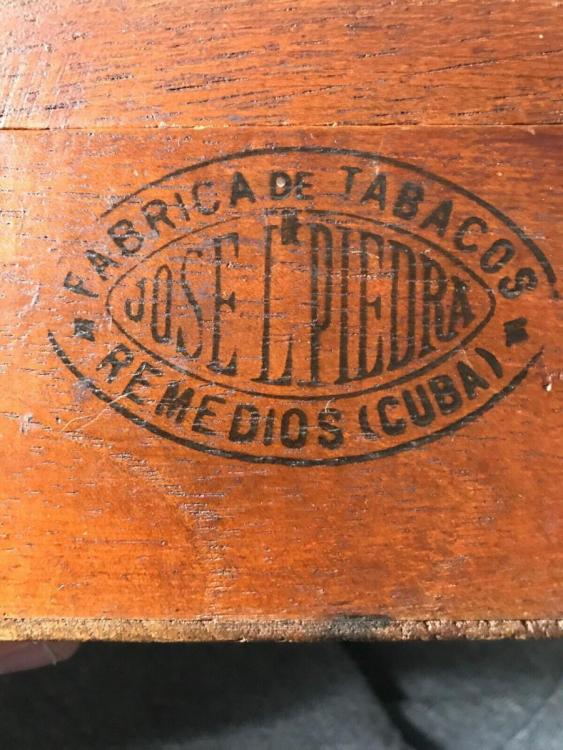 FABRICA DE TABACOS
JOSE L PIEDRA
REMEDIOS (CUBA)